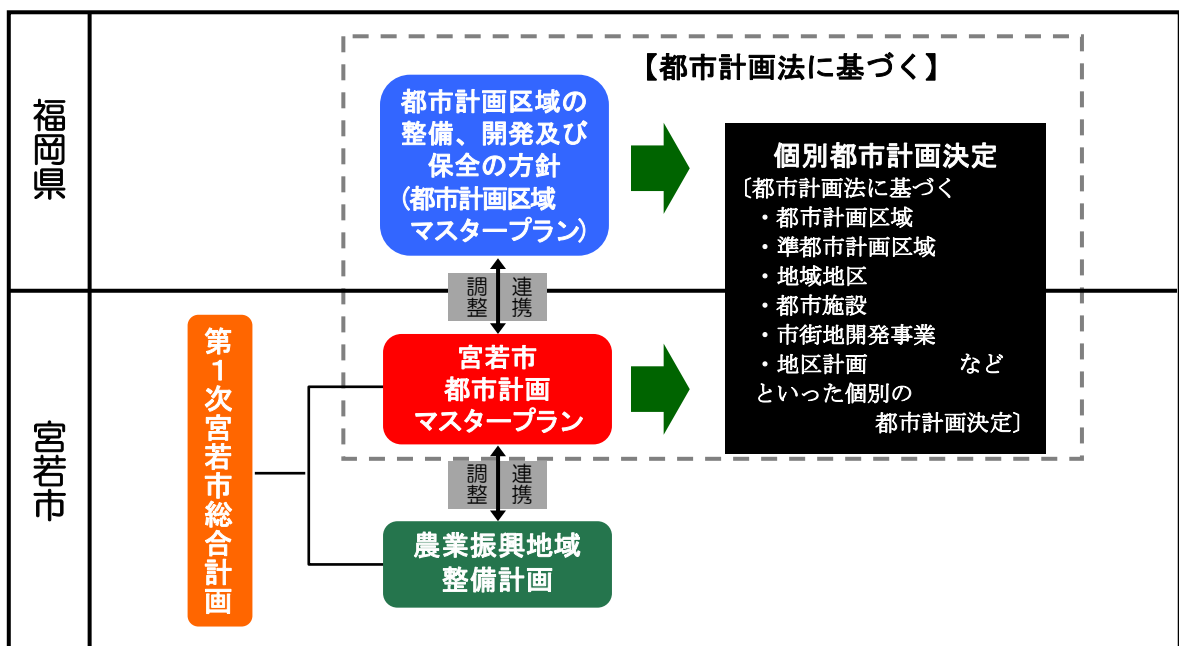 福岡県
【都市計画法に基づく】
都市計画区域の
整備、開発及び
保全の方針
(都市計画区域
マスタープラン)
個別都市計画決定
〔都市計画法に基づく
・都市計画区域
・準都市計画区域
・地域地区
・都市施設
・市街地開発事業
・地区計画　　　　など
といった個別の
都市計画決定〕
調整
連携
宮若市
第1次宮若市総合計画
宮若市
都市計画
マスタープラン
調整
連携
農業振興地域
整備計画